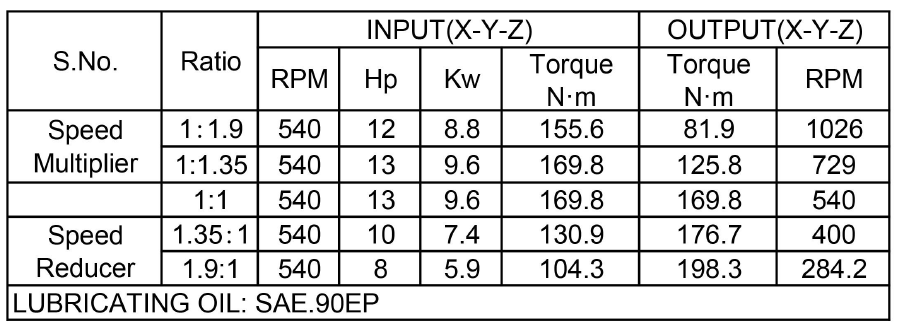 S.No. Ratio INPUT(X-Y-Z) OUTPUT(X-Y-Z)
RPM Hp Kw Torque N·m Torque N·m RPM
Speed Multiplier 1:1.9 540 12 8.8 155.6 81.9 1026
1:1.35 540 13 9.6 169.8 125.8 729
1:1 540 13 9.6 169.8 169.8 540
Speed Reducer 1.35:1 540 10 7.4 130.9 176.7 400
1.9:1 540 8 5.9 104.3 198.3 284.2
LUBRICATING OIL: SAE.90EP